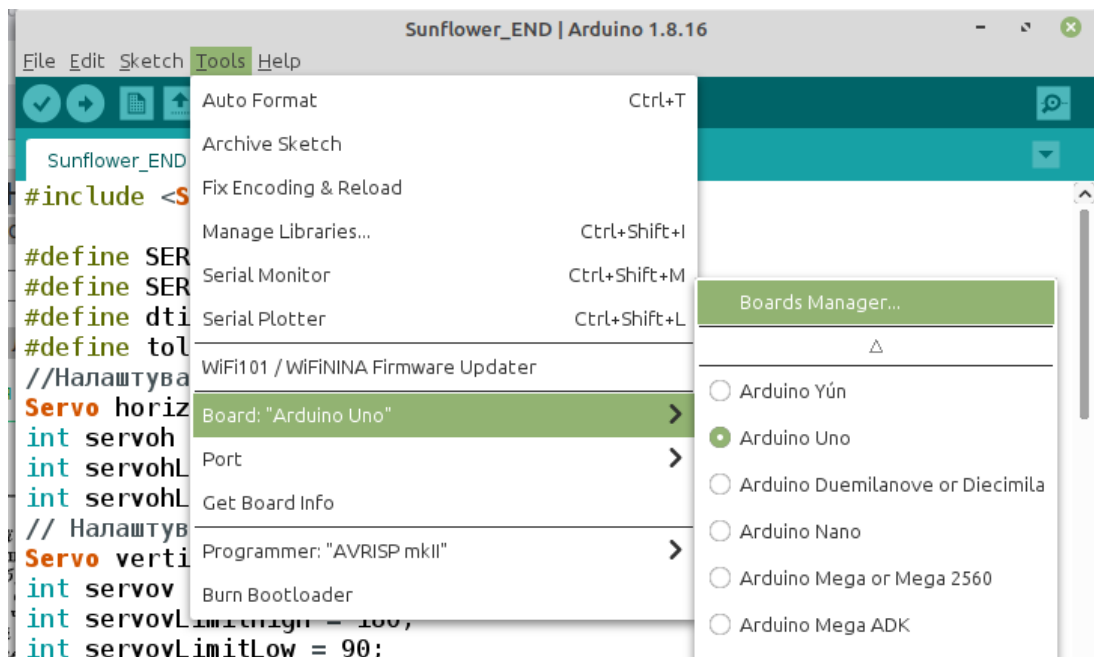 Sunflower_END | Arduino 1.8.16
File Edit Sketch Tools Help
Sunflower_END
#include <S
#define SER
#define SER
#define dti
#define tol
//Налаштува
Servo horiz
int servoh
int servohL
int servohL
// Налаштув
Servo verti
int servov
int servovLimitHigh = 180;
int servovLimitLow = 90;
Auto Format Ctrl+T
Archive Sketch
Fix Encoding & Reload
Manage Libraries... Ctrl+Shift+I
Serial Monitor Ctrl+Shift+M
Serial Plotter Ctrl+Shift+L
WiFi101 / WiFiNINA Firmware Updater
Board: "Arduino Uno"
Port
Get Board Info
Programmer: "AVRISP mkII"
Burn Bootloader
Boards Manager...
Arduino Yún
Arduino Uno
Arduino Duemilanove or Diecimila
Arduino Nano
Arduino Mega or Mega 2560
Arduino Mega ADK